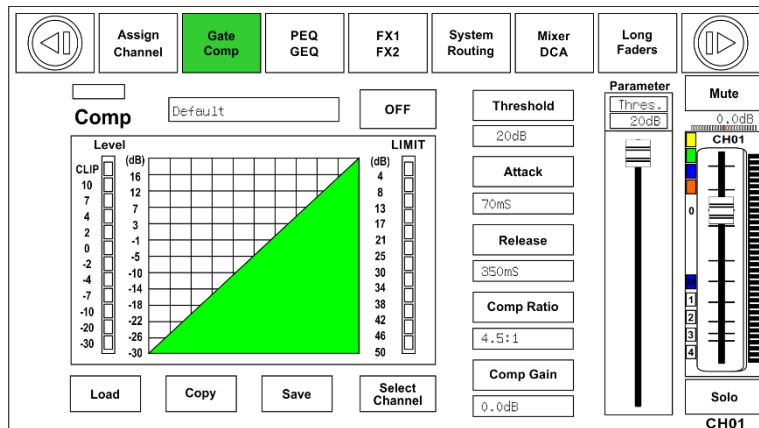 Assign
Channel
Gate
Comp
PEQ
GEQ
FX1
FX2
System
Routing
Mixer
DCA
Long
Faders
Comp
Default
OFF
Level
LIMIT
CLIP
10
7
4
2
0
-2
-4
-7
-10
-20
-30
(dB)
16
12
7
3
-1
-5
-10
-14
-18
-22
-26
-30
(dB)
4
8
13
17
21
25
30
34
38
42
46
50
Load
Copy
Save
Select
Channel
Threshold
20dB
Attack
70mS
Release
350mS
Comp Ratio
4.5:1
Comp Gain
0.0dB
Parameter
Thres.
20dB
Mute
0.0dB
CH01
0
M
1
2
3
4
Solo
CH01